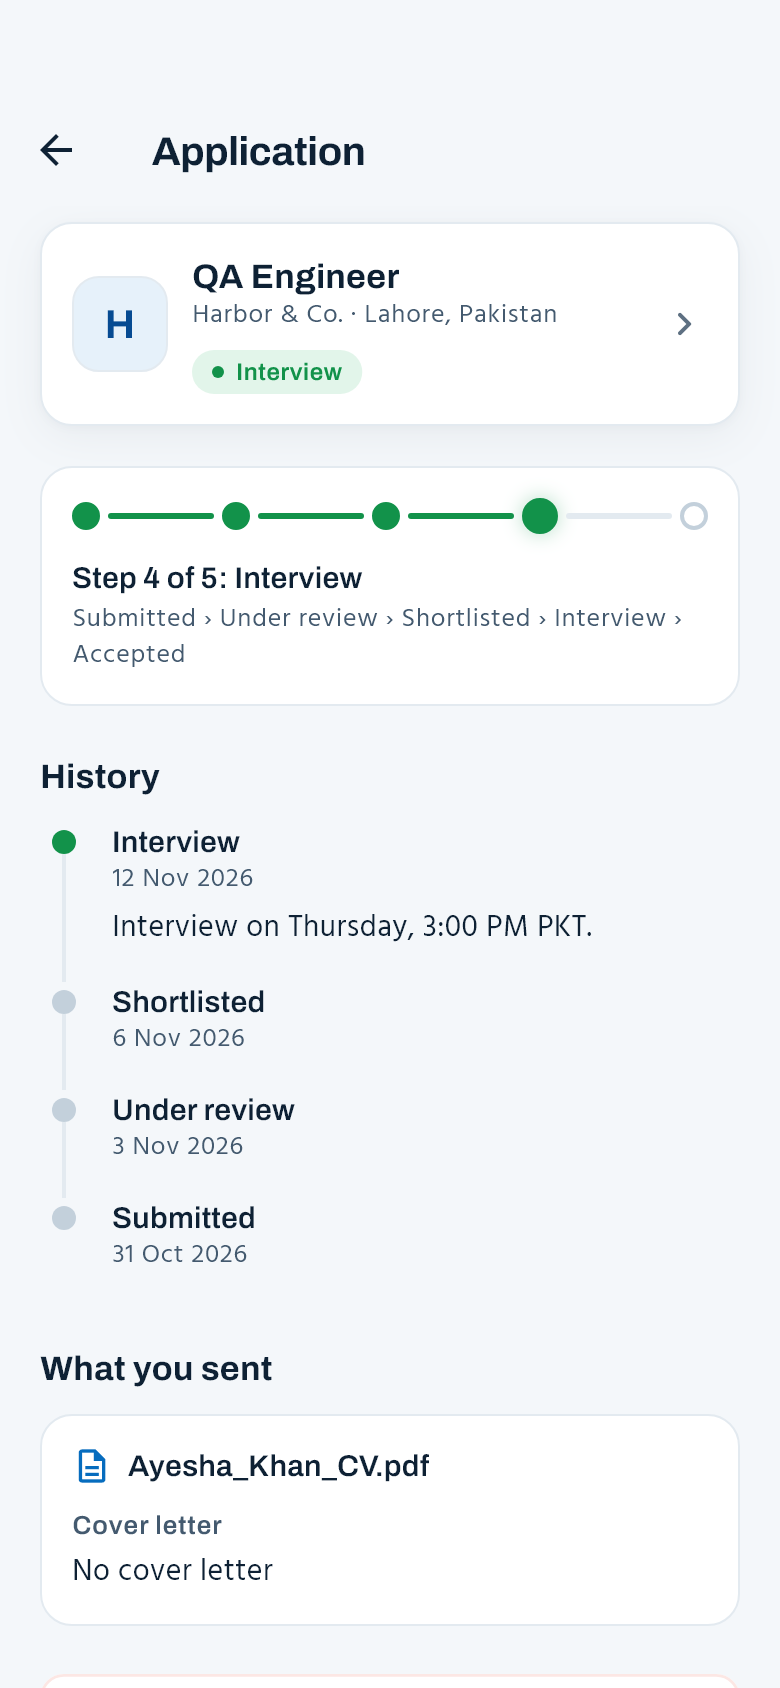 Application
H
QA Engineer
Harbor & Co. · Lahore, Pakistan
Interview
Step 4 of 5: Interview
Submitted › Under review › Shortlisted › Interview ›
Accepted
History
Interview
12 Nov 2026
Interview on Thursday, 3:00 PM PKT.
Shortlisted
6 Nov 2026
Under review
3 Nov 2026
Submitted
31 Oct 2026
What you sent
Ayesha_Khan_CV.pdf
Cover letter
No cover letter